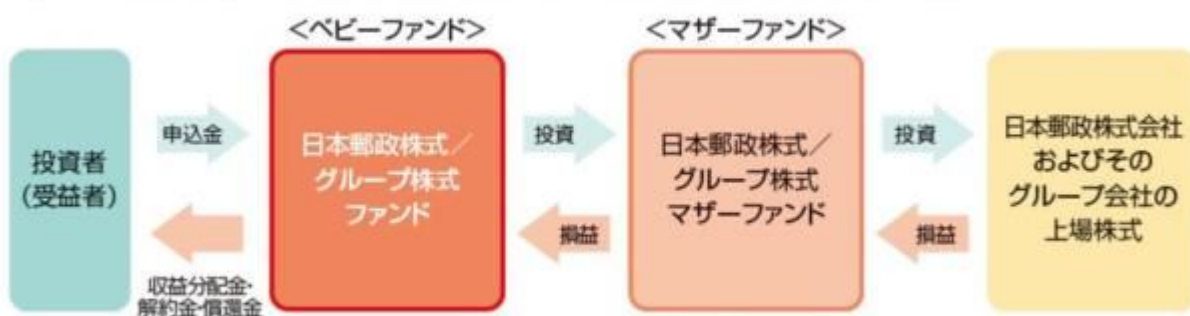 <ベビーファンド>
<マザーファンド>
投資者
(受益者)
申込金
収益分配金・
解約金・償還金
日本郵政株式／
グループ株式
ファンド
投資
損益
日本郵政株式／
グループ株式
マザーファンド
投資
損益
日本郵政株式会社
およびその
グループ会社の
上場株式